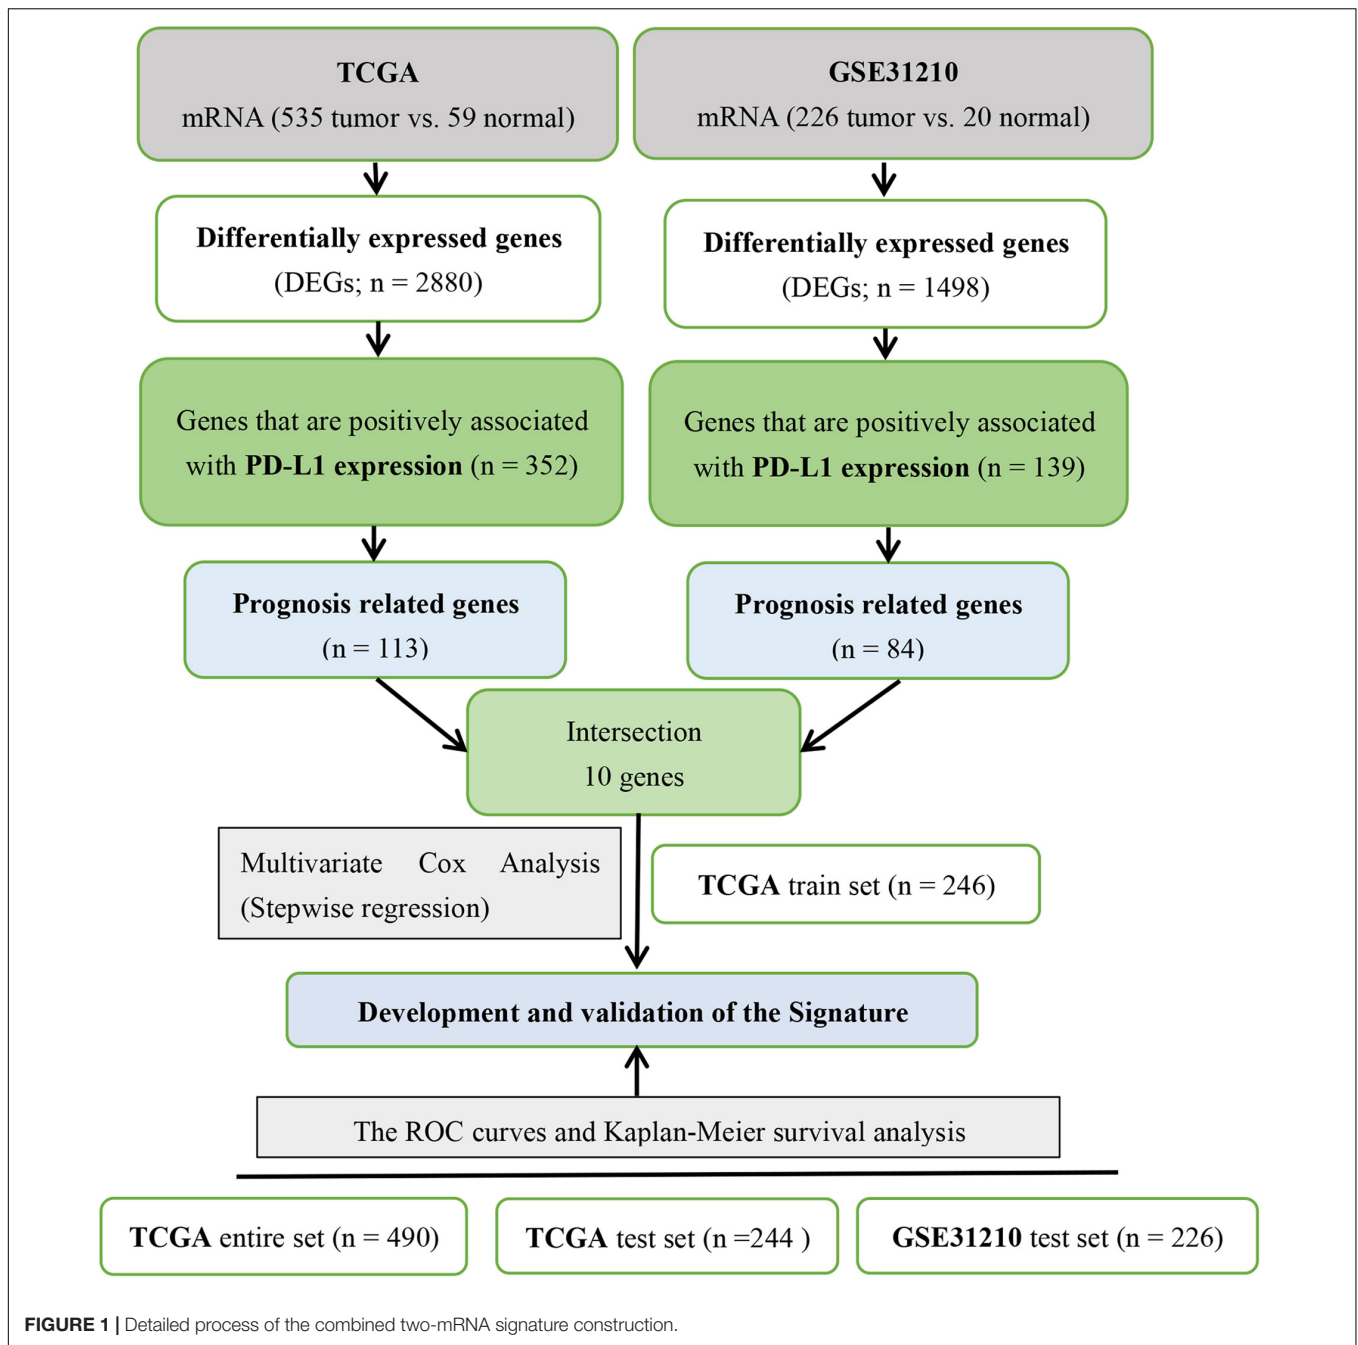 TCGA
mRNA (535 tumor vs. 59 normal)
GSE31210
mRNA (226 tumor vs. 20 normal)
Differentially expressed genes
(DEGs; n = 2880)
Differentially expressed genes
(DEGs; n = 1498)
Genes that are positively associated
with PD-L1 expression (n = 352)
Genes that are positively associated
with PD-L1 expression (n = 139)
Prognosis related genes
(n = 113)
Prognosis related genes
(n = 84)
Intersection
10 genes
Multivariate Cox Analysis
(Stepwise regression)
TCGA train set (n = 246)
Development and validation of the Signature
The ROC curves and Kaplan-Meier survival analysis
TCGA entire set (n = 490)
TCGA test set (n =244 )
GSE31210 test set (n = 226)
FIGURE 1 | Detailed process of the combined two-mRNA signature construction.